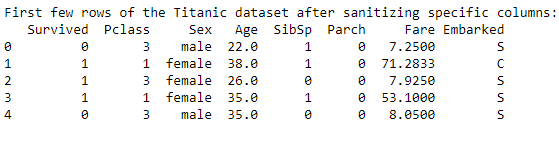 First few rows of the Titanic dataset after sanitizing specific columns:
   Survived  Pclass     Sex   Age  SibSp  Parch     Fare Embarked
0         0       3    male  22.0      1      0   7.2500        S
1         1       1  female  38.0      1      0  71.2833        C
2         1       3  female  26.0      0      0   7.9250        S
3         1       1  female  35.0      1      0  53.1000        S
4         0       3    male  35.0      0      0   8.0500        S